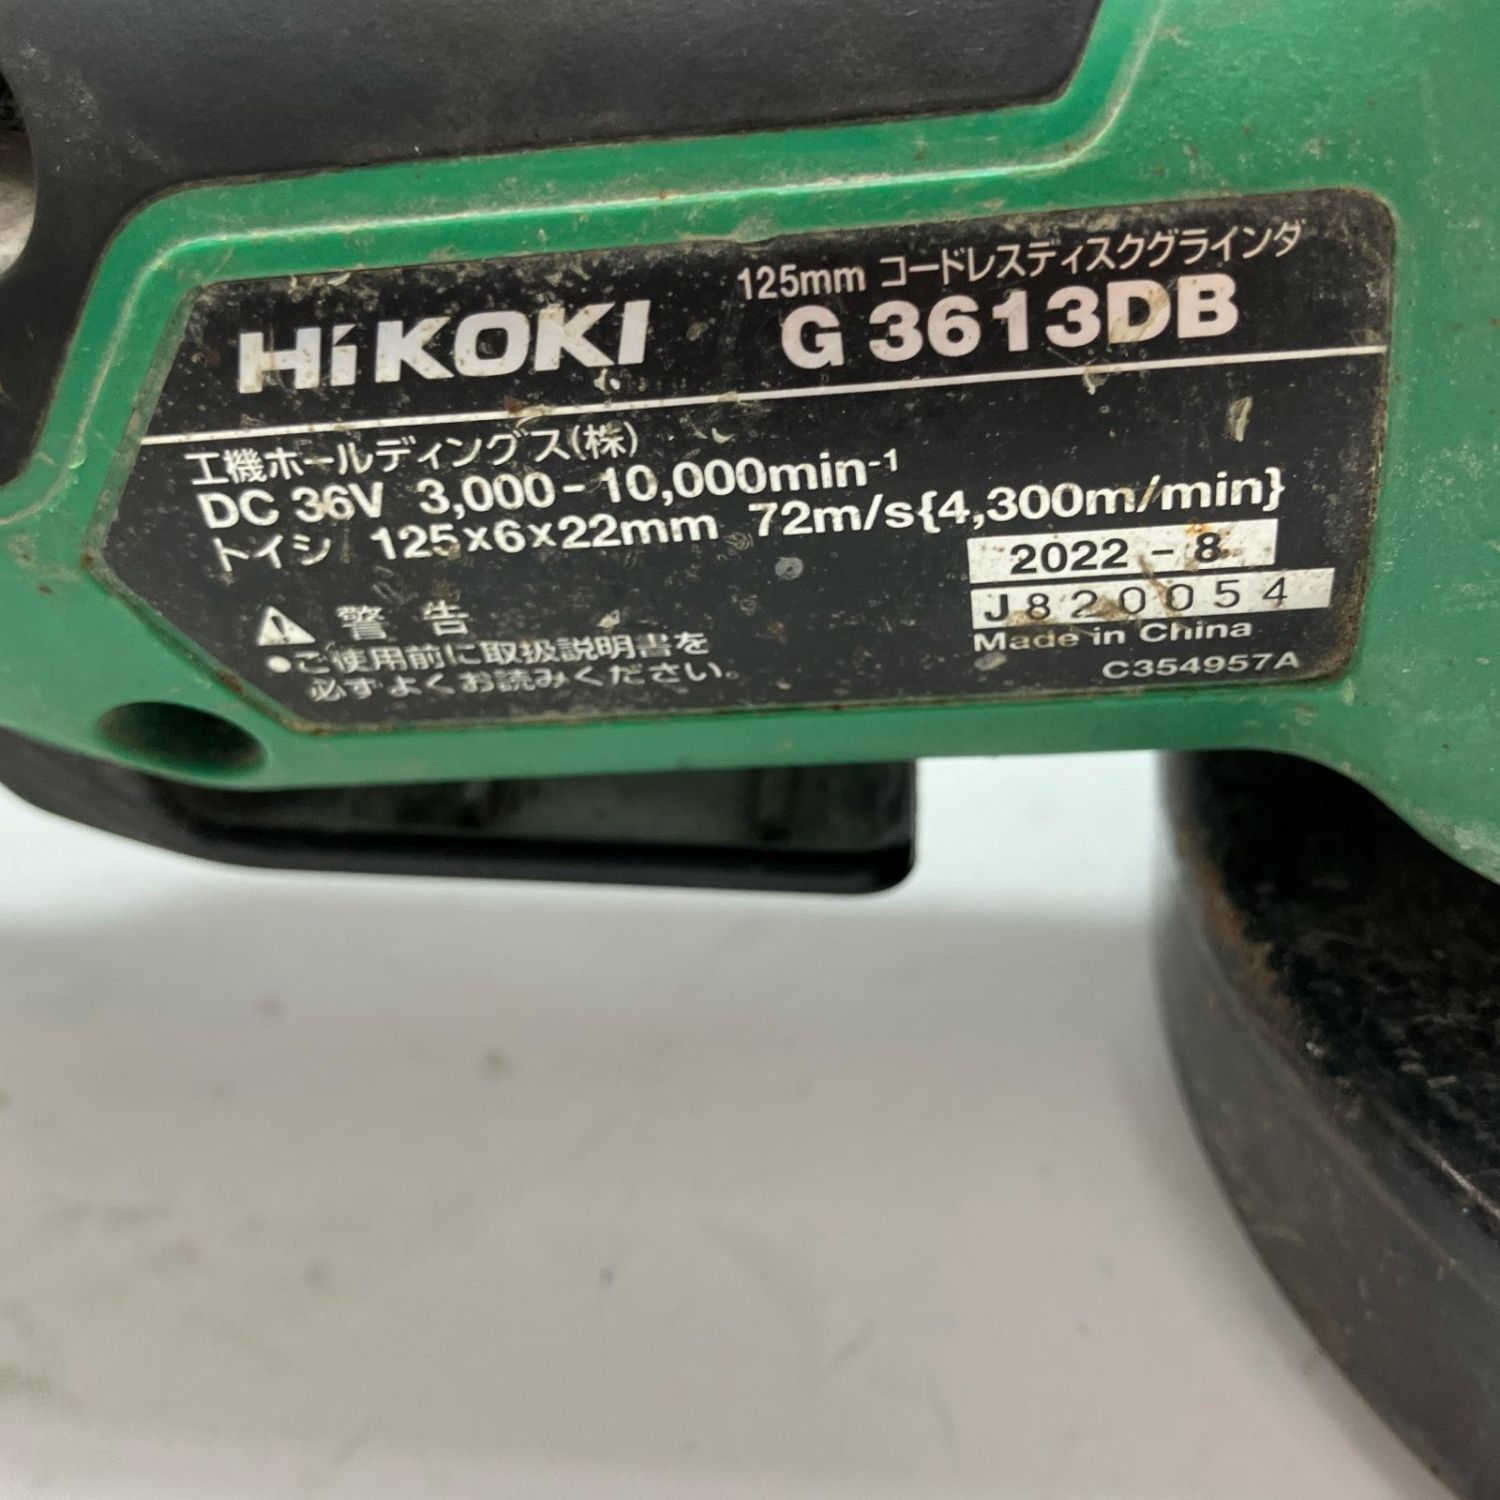 125mm コードレスディスクグラインダ
HiKOKI G 3613DB
工機ホールディングス(株)
DC 36V 3,000-10,000min-1
トイシ 125×6×22mm 72m/s{4,300m/min}
2022 - 8
J820054
Made in China
C354957A
警告
●ご使用前に取扱説明書を
必ずよくお読みください。